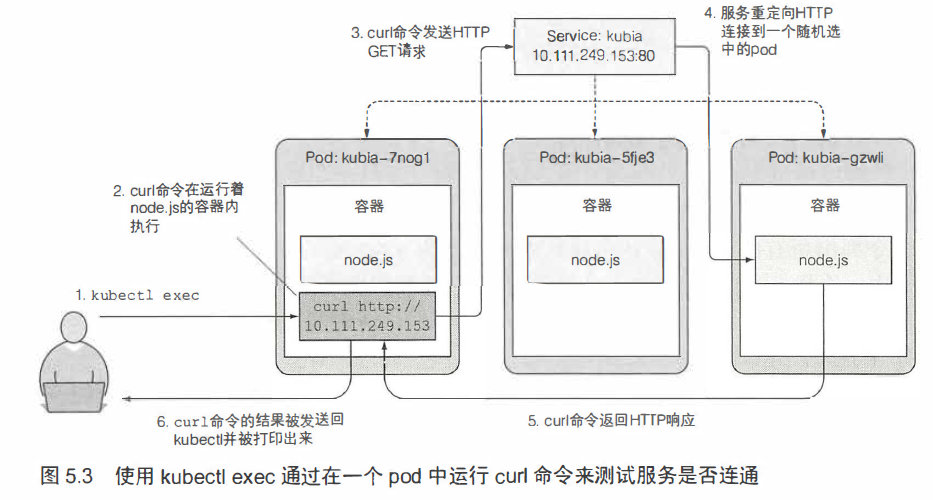 3. curl命令发送HTTP
GET请求
Service: kubia
10.111.249.153:80
4. 服务重定向HTTP
连接到一个随机选
中的pod
Pod: kubia-7nog1
Pod: kubia-5fje3
Pod: kubia-gzwli
2. curl命令在运行着
node.js的容器内
执行
容器
容器
容器
node.js
node.js
node.js
1. kubectl exec
curl http://
10.111.249.153
6. curl命令的结果被发送回
kubectl并被打印出来
5. curl命令返回HTTP响应
图 5.3 使用 kubectl exec 通过在一个 pod 中运行 curl 命令来测试服务是否连通